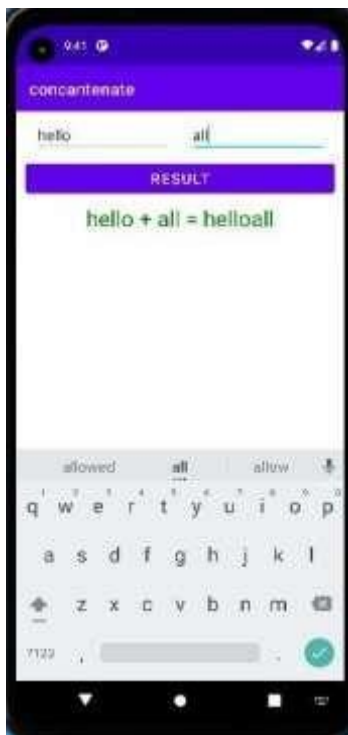 9:41
concantenate
hello all
RESULT
hello + all = helloall
allowed all allow
q w e r t y u i o p
a s d f g h j k l
z x c v b n m
?123 , .